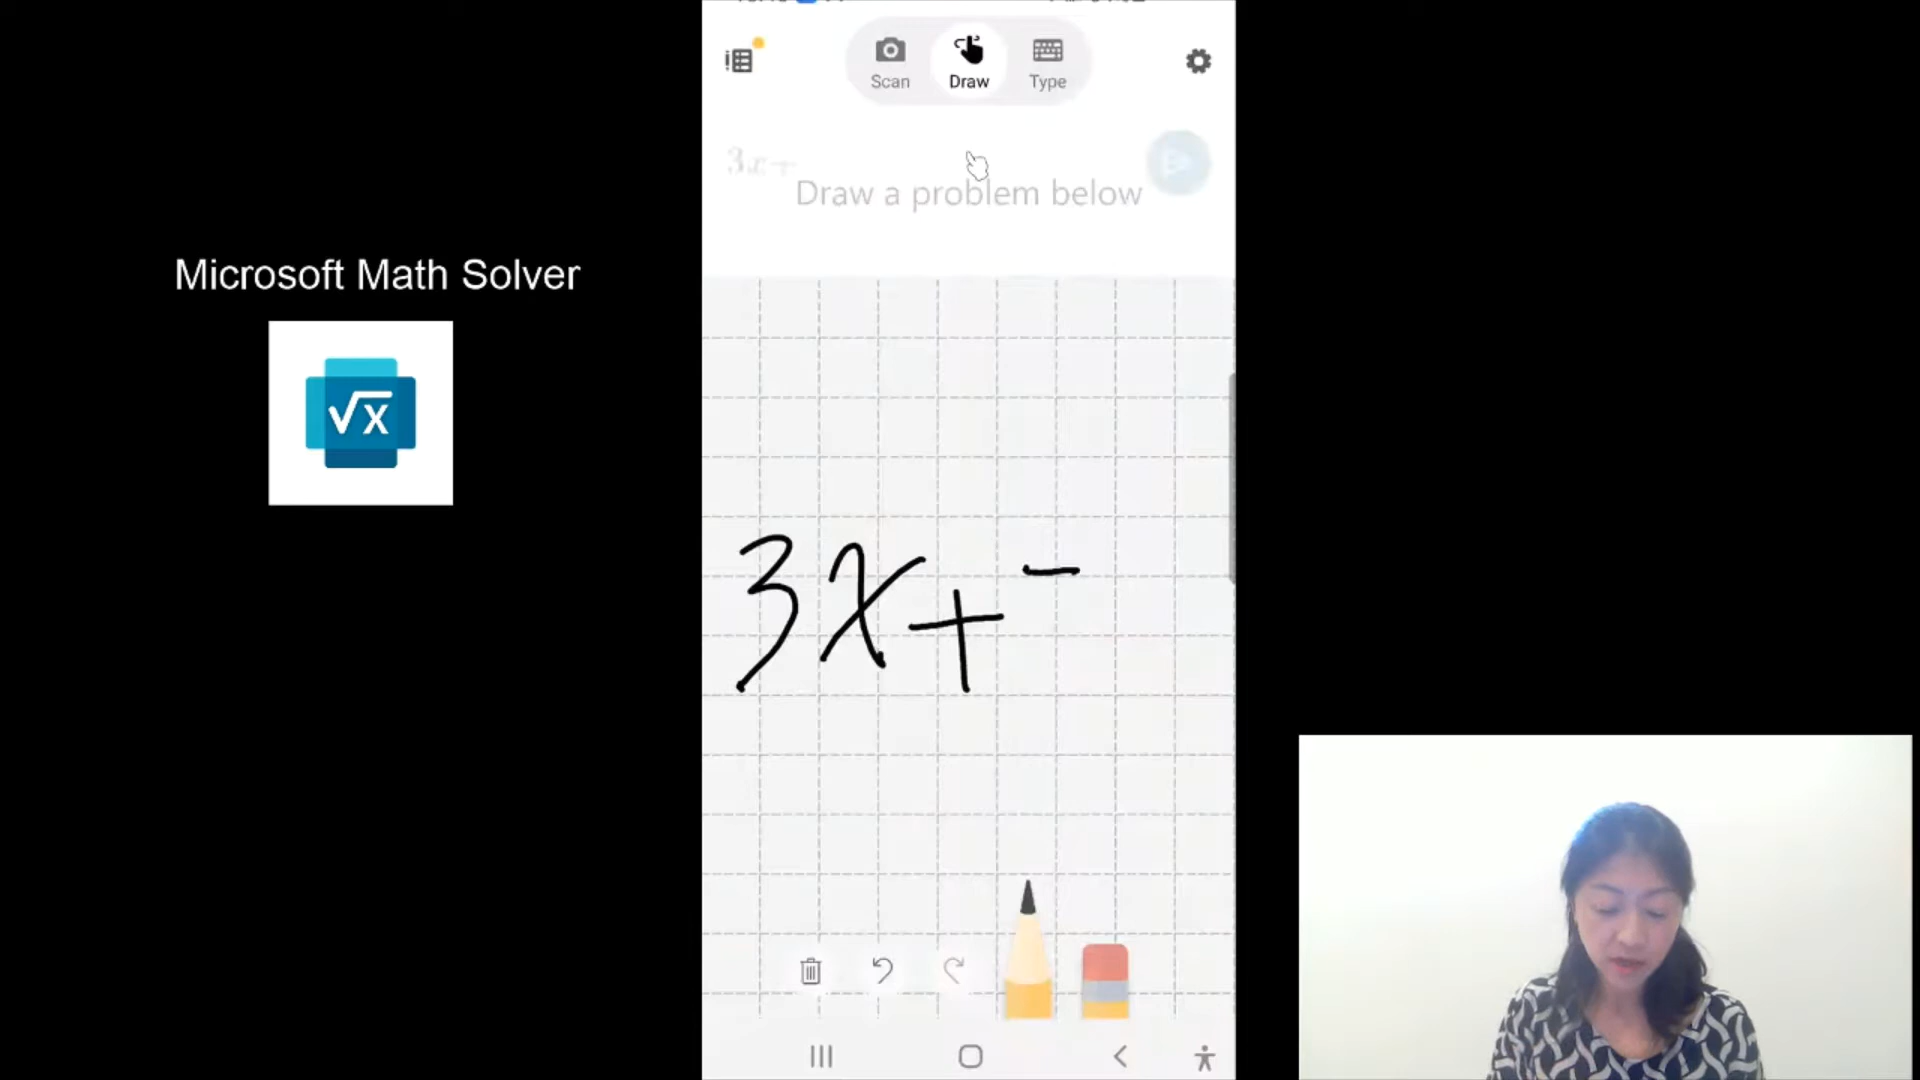 Scan Draw Type
3x+
Draw a problem below
Microsoft Math Solver
√x
3x+-